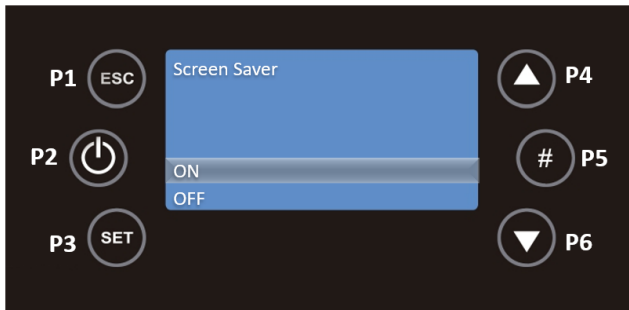 P1 ESC
Screen Saver
P4
P2
# P5
ON
OFF
P3 SET
P6